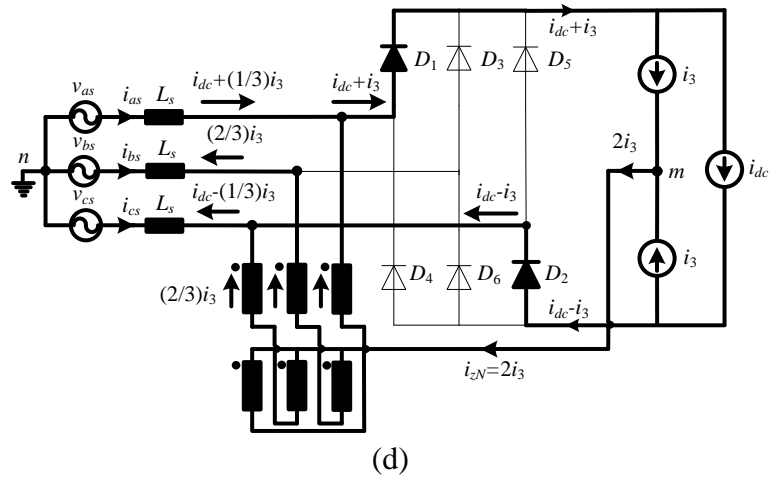 i_dc+i_3
D_1
D_3
D_5
i_3
v_as
i_as
L_s
i_dc+(1/3)i_3
i_dc+i_3
n
v_bs
i_bs
L_s
(2/3)i_3
2i_3
m
i_dc
v_cs
i_cs
L_s
i_dc-(1/3)i_3
i_dc-i_3
i_3
(2/3)i_3
D_4
D_6
D_2
i_dc-i_3
i_zN=2i_3
(d)